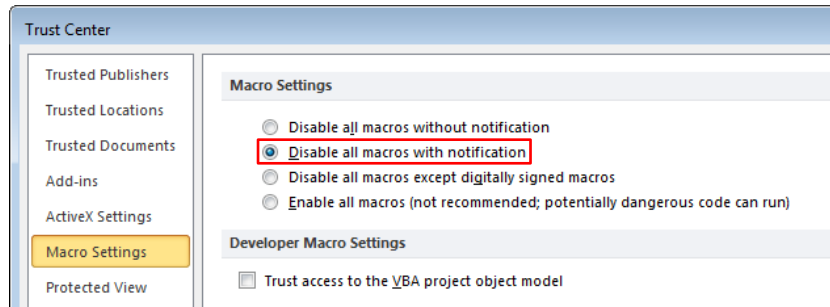 Trust Center
Trusted Publishers
Trusted Locations
Trusted Documents
Add-ins
ActiveX Settings
Macro Settings
Protected View
Macro Settings
Disable all macros without notification
Disable all macros with notification
Disable all macros except digitally signed macros
Enable all macros (not recommended; potentially dangerous code can run)
Developer Macro Settings
Trust access to the VBA project object model